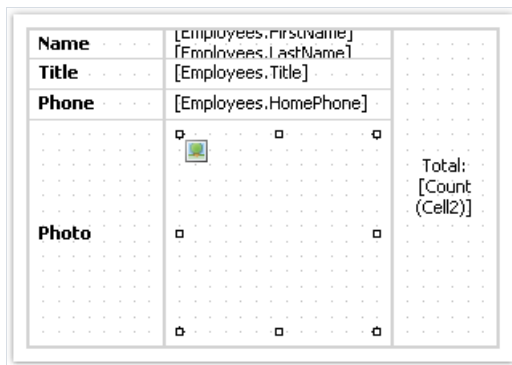 Name
[Employees.FirstName]
[Employees.LastName]
Title
[Employees.Title]
Phone
[Employees.HomePhone]
Photo
Total:
[Count
(Cell2)]